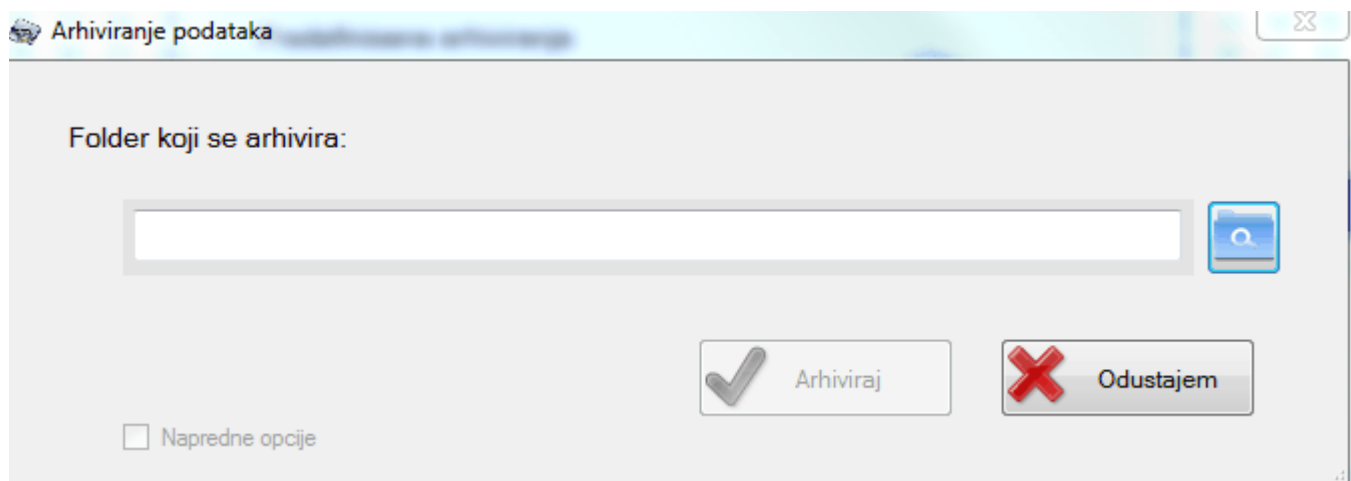 Arhiviranje podataka
Folder koji se arhivira:
Arhiviraj
Odustajem
Napredne opcije